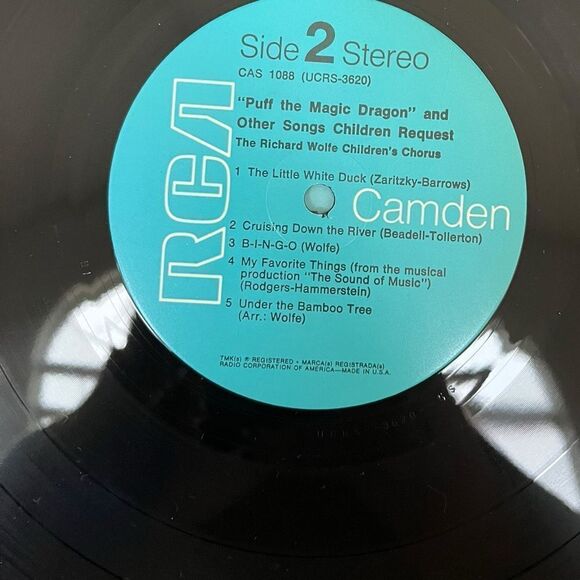 Side 2 Stereo
CAS 1088 (UCRS-3620)
"Puff the Magic Dragon" and
Other Songs Children Request
The Richard Wolfe Children's Chorus
1 The Little White Duck (Zaritzky-Barrows)
RCA Camden
2 Cruising Down the River (Beadell-Tollerton)
3 B-I-N-G-O (Wolfe)
4 My Favorite Things (from the musical
production "The Sound of Music")
(Rodgers-Hammerstein)
5 Under the Bamboo Tree
(Arr.: Wolfe)
TMK(s) ® REGISTERED • MARCA(s) REGISTRADA(s)
RADIO CORPORATION OF AMERICA—MADE IN U.S.A.